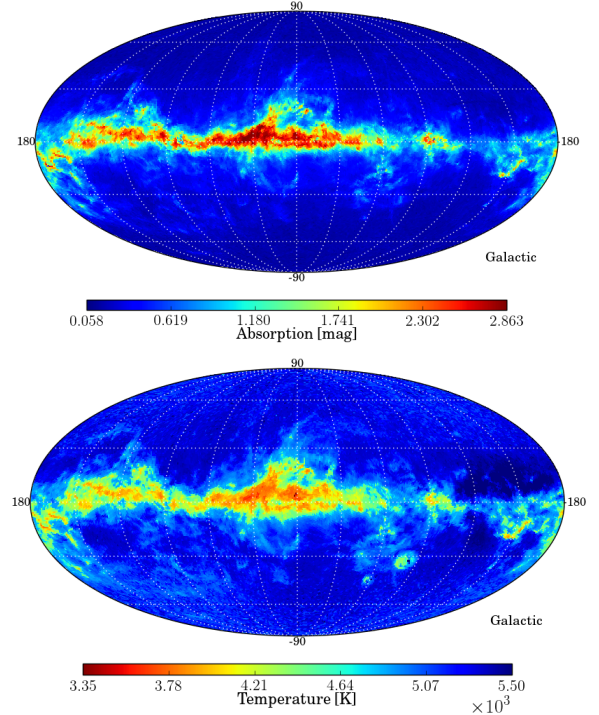 90
180
180
Galactic
-90
0.058 0.619 1.180 1.741 2.302 2.863
Absorption [mag]
90
180
180
Galactic
-90
3.35 3.78 4.21 4.64 5.07 5.50
Temperature [K]
×10³